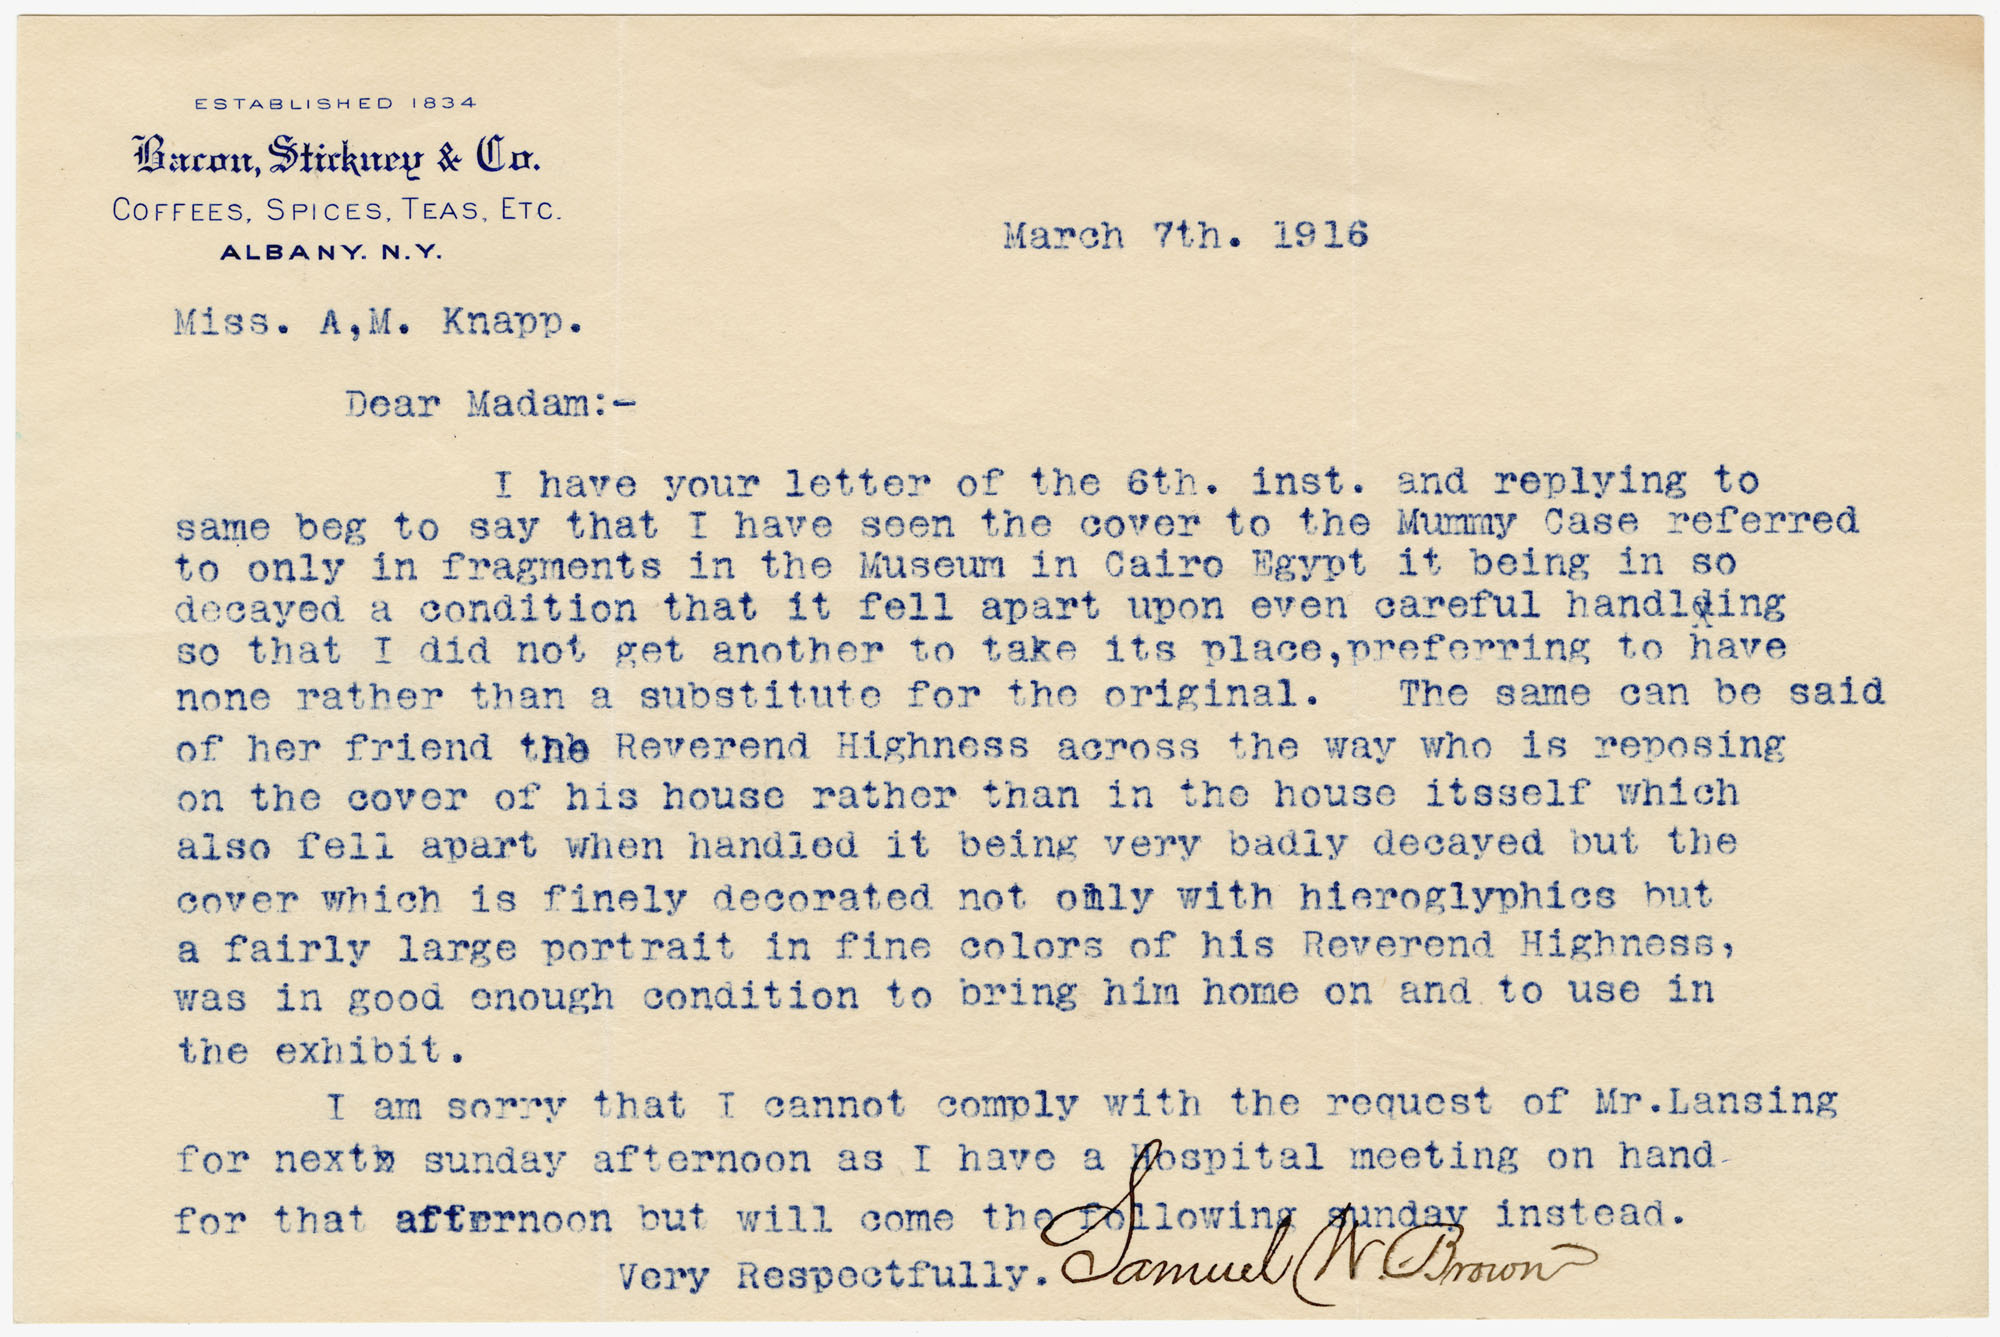 ESTABLISHED 1834
Bacon, Stickney & Co.
COFFEES, SPICES, TEAS, ETC.
ALBANY. N.Y.
March 7th. 1916
Miss. A,M. Knapp.
Dear Madam:-
I have your letter of the 6th. inst. and replying to
same beg to say that I have seen the cover to the Mummy Case referred
to only in fragments in the Museum in Cairo Egypt it being in so
decayed a condition that it fell apart upon even careful handling
so that I did not get another to take its place,preferring to have
none rather than a substitute for the original. The same can be said
of her friend the Reverend Highness across the way who is reposing
on the cover of his house rather than in the house itsself which
also fell apart when handled it being very badly decayed but the
cover which is finely decorated not only with hieroglyphics but
a fairly large portrait in fine colors of his Reverend Highness,
was in good enough condition to bring him home on and to use in
the exhibit.
I am sorry that I cannot comply with the request of Mr.Lansing
for next sunday afternoon as I have a Hospital meeting on hand
for that afternoon but will come the following sunday instead.
Very Respectfully. Samuel W. Brown